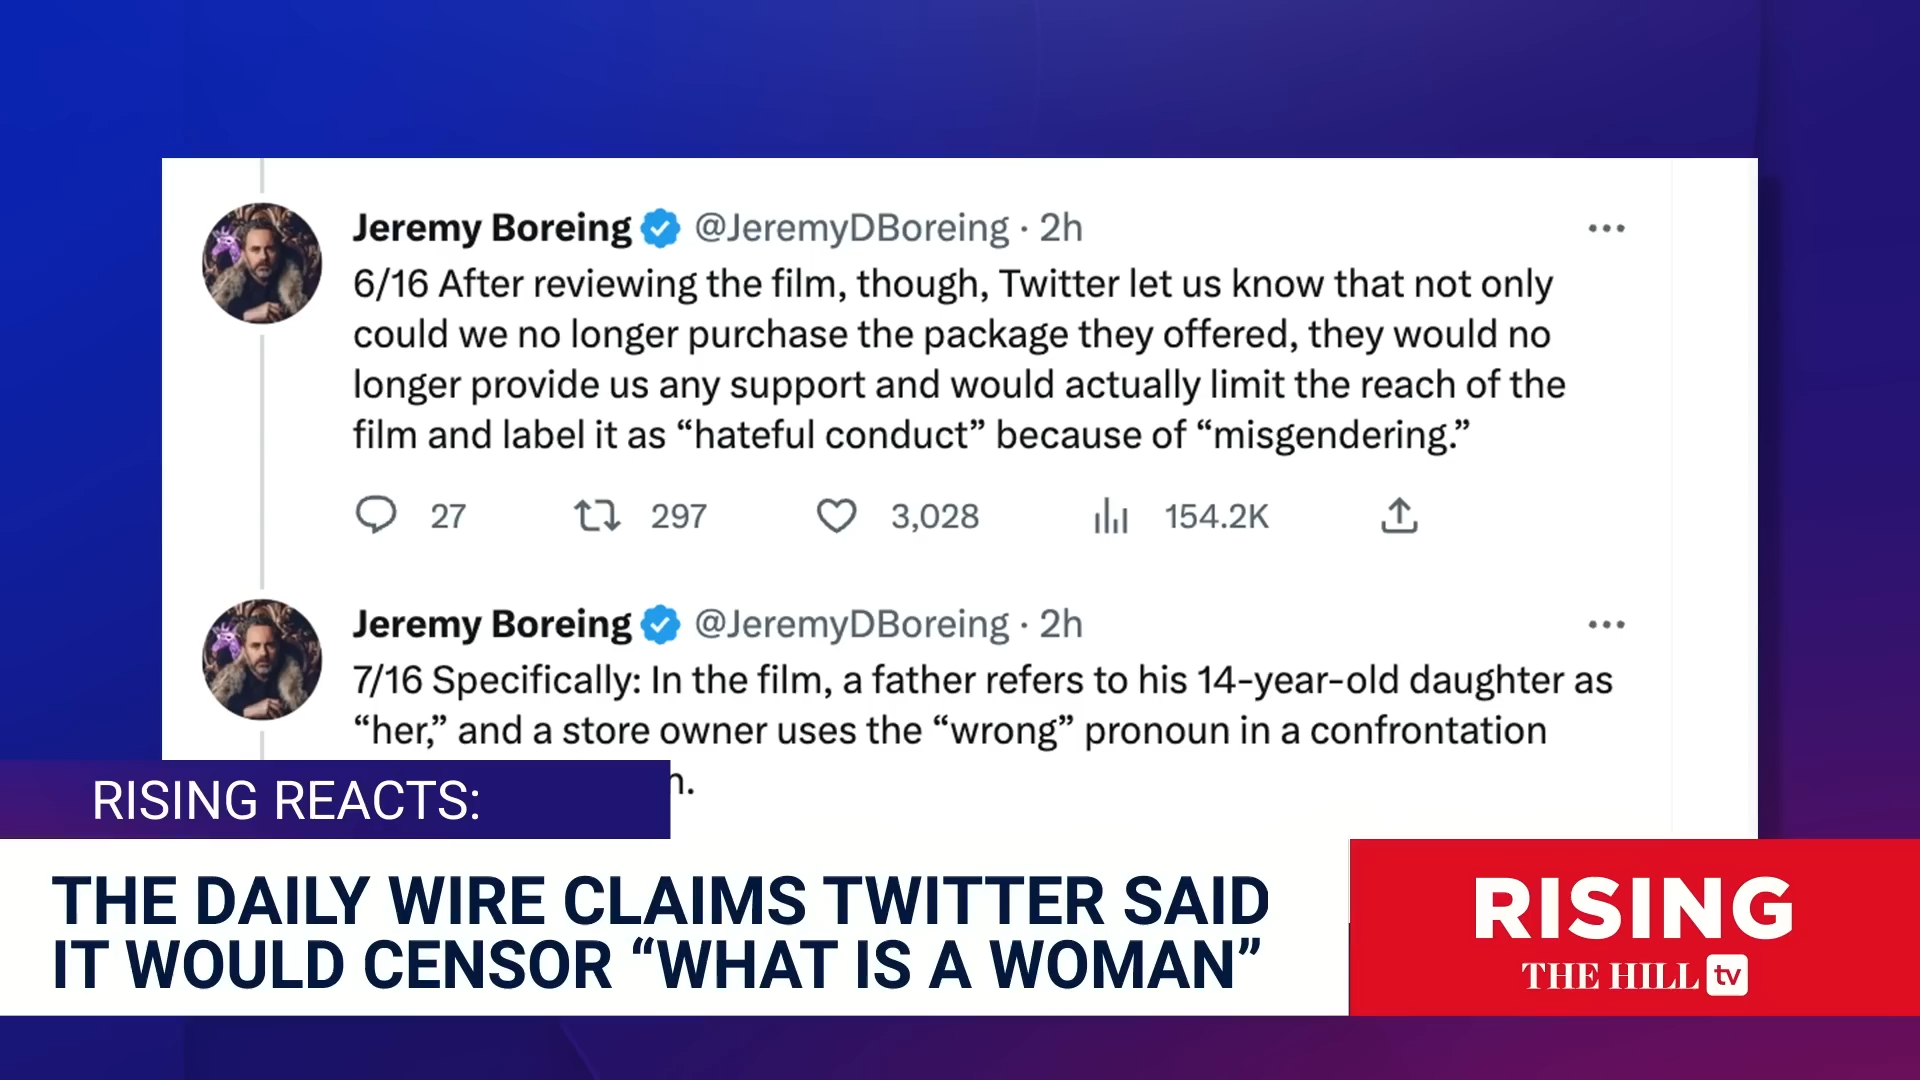 Jeremy Boreing @JeremyDBoreing · 2h
6/16 After reviewing the film, though, Twitter let us know that not only
could we no longer purchase the package they offered, they would no
longer provide us any support and would actually limit the reach of the
film and label it as “hateful conduct” because of “misgendering.”
27 297 3,028 154.2K
Jeremy Boreing @JeremyDBoreing · 2h
7/16 Specifically: In the film, a father refers to his 14-year-old daughter as
“her,” and a store owner uses the “wrong” pronoun in a confrontation
n.
RISING REACTS:
THE DAILY WIRE CLAIMS TWITTER SAID
IT WOULD CENSOR “WHAT IS A WOMAN”
RISING
THE HILL tv